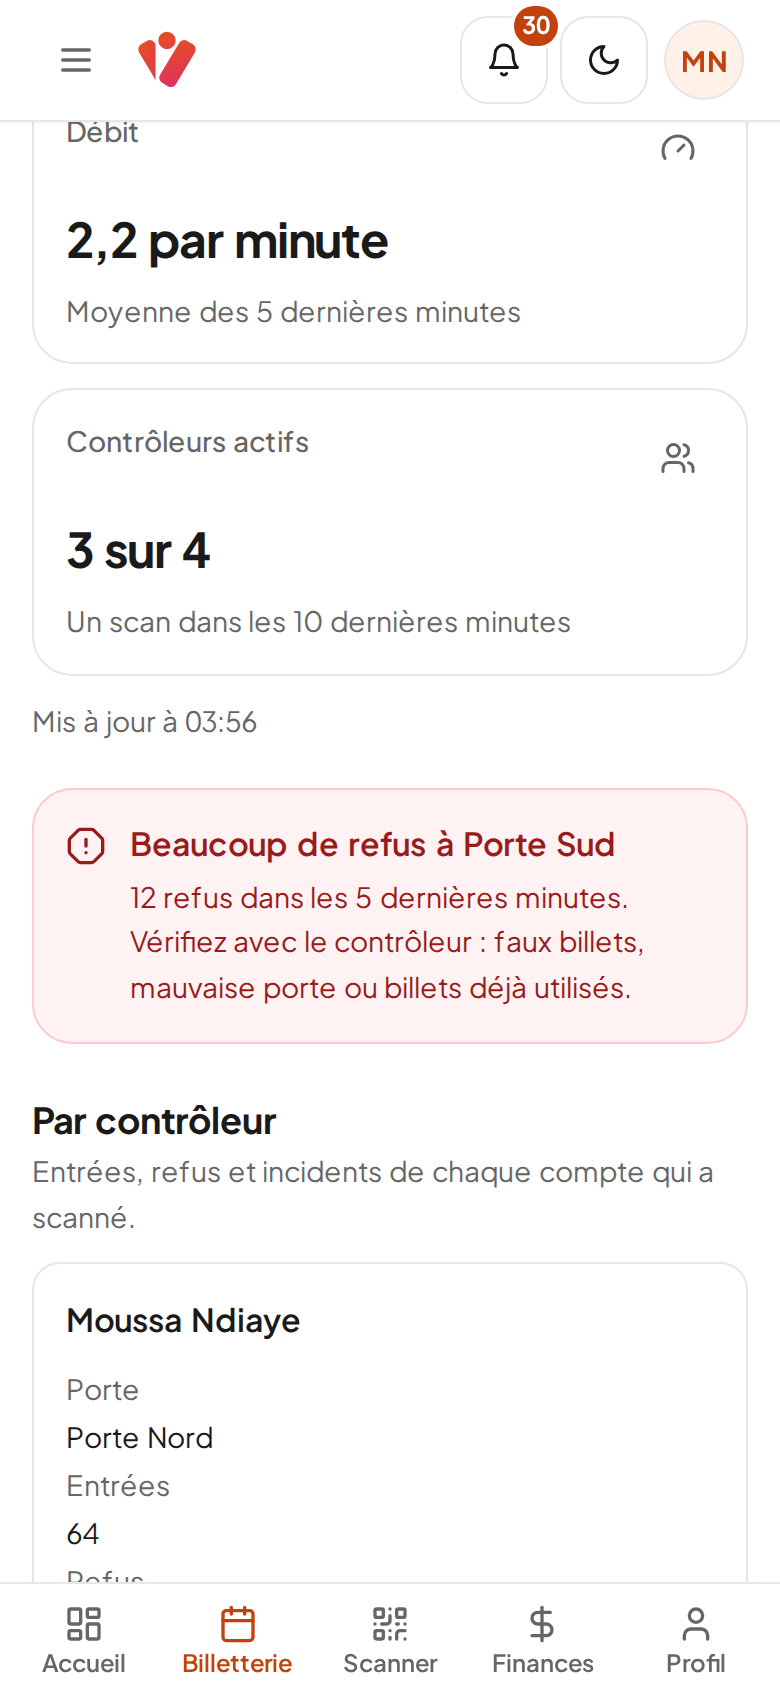 30
MN
Débit
2,2 par minute
Moyenne des 5 dernières minutes
Contrôleurs actifs
3 sur 4
Un scan dans les 10 dernières minutes
Mis à jour à 03:56
Beaucoup de refus à Porte Sud
12 refus dans les 5 dernières minutes.
Vérifiez avec le contrôleur : faux billets,
mauvaise porte ou billets déjà utilisés.
Par contrôleur
Entrées, refus et incidents de chaque compte qui a
scanné.
Moussa Ndiaye
Porte
Porte Nord
Entrées
64
Refus
Accueil
Billetterie
Scanner
Finances
Profil